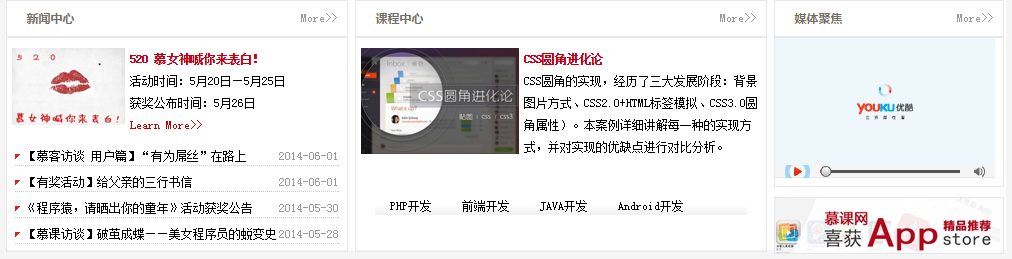 新闻中心 More>>
520
慕女神喊你来表白!
520 慕女神喊你来表白!
活动时间：5月20日—5月25日
获奖公布时间：5月26日
Learn More>>
【慕客访谈 用户篇】“有为屌丝”在路上 2014-06-01
【有奖活动】给父亲的三行书信 2014-06-01
《程序猿，请晒出你的童年》活动获奖公告 2014-05-30
【慕课访谈】破茧成蝶——美女程序员的蜕变史 2014-05-28
课程中心 More>>
Inbox
What's up?
CSS圆角进化论
贴图 : css : css3
CSS圆角进化论
CSS圆角的实现，经历了三大发展阶段：背景
图片方式、CSS2.0+HTML标签模拟、CSS3.0圆
角属性）。本案例详细讲解每一种的实现方
式，并对实现的优缺点进行对比分析。
PHP开发 前端开发 JAVA开发 Android开发
媒体聚焦 More>>
YOUKU 优酷
慕课网
喜获 App 精品推荐
store